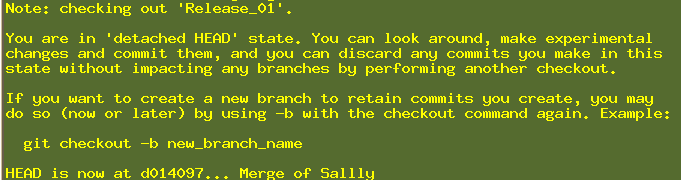 Note: checking out 'Release_01'.
You are in 'detached HEAD' state. You can look around, make experimental
changes and commit them, and you can discard any commits you make in this
state without impacting any branches by performing another checkout.
If you want to create a new branch to retain commits you create, you may
do so (now or later) by using -b with the checkout command again. Example:
git checkout -b new_branch_name
HEAD is now at d014097... Merge of Sallly